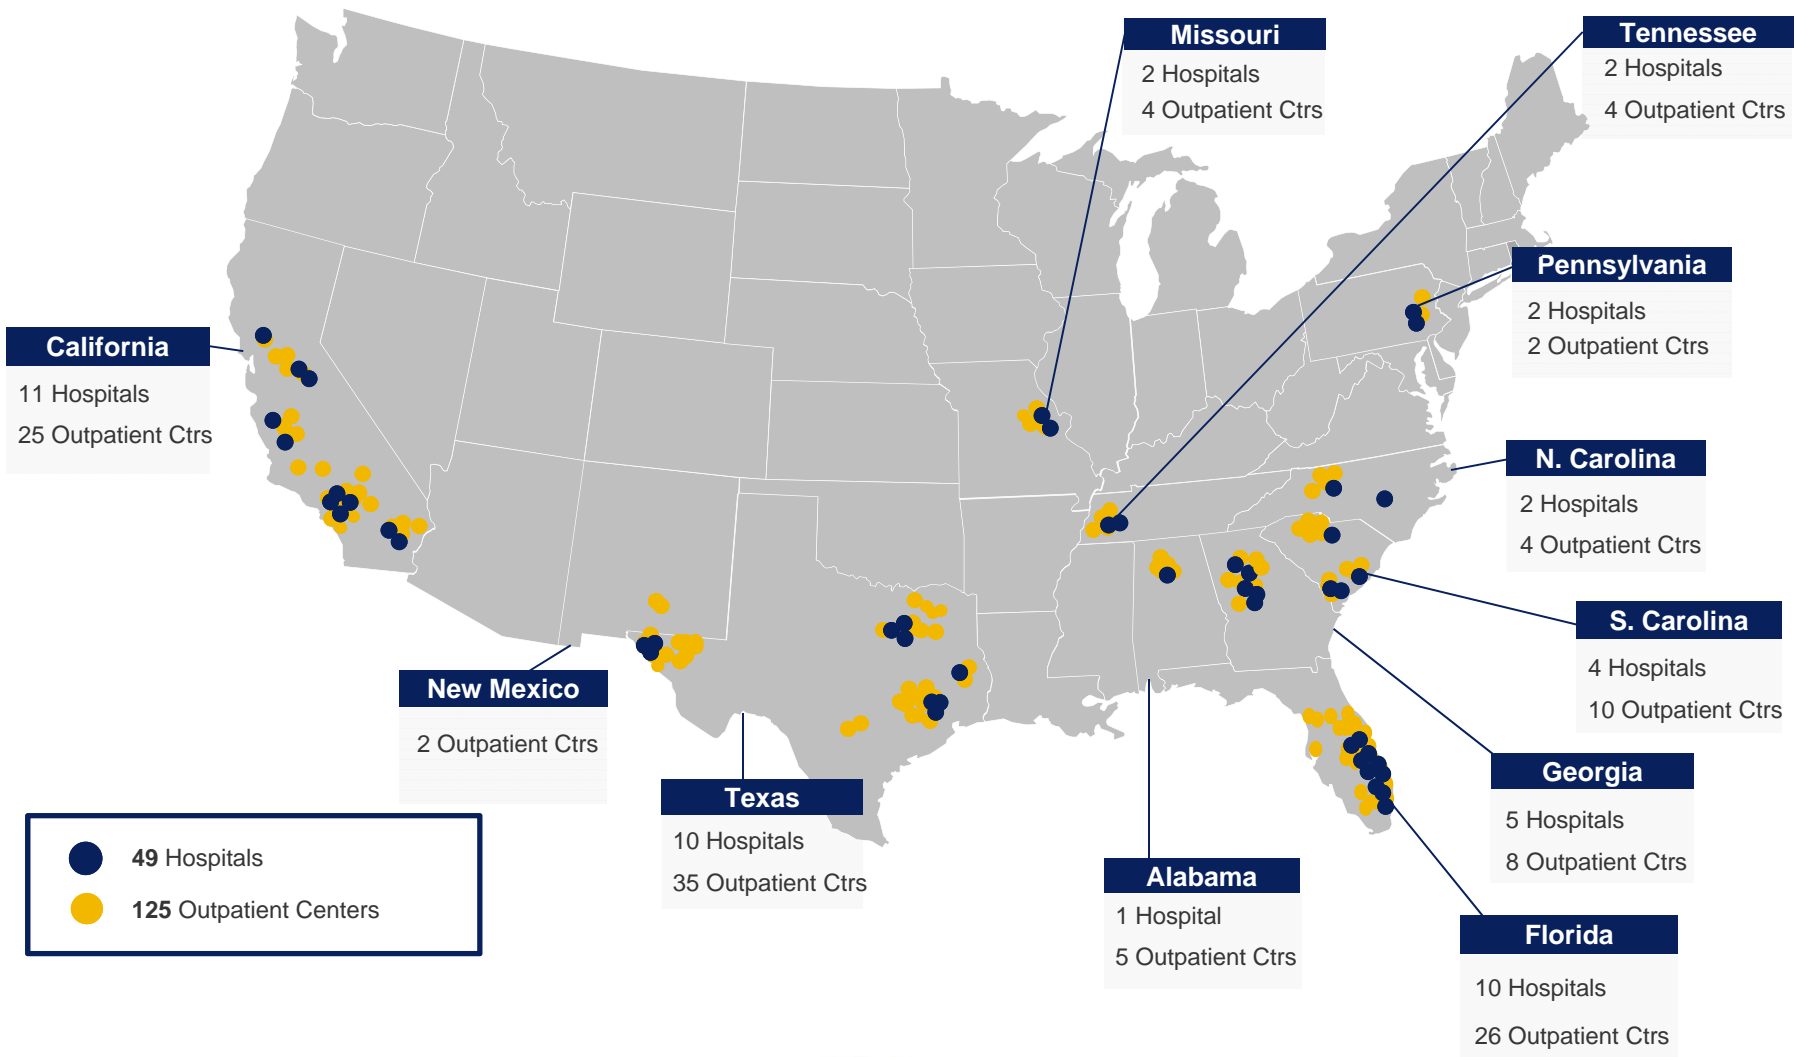 Missouri
2 Hospitals
4 Outpatient Ctrs
Tennessee
2 Hospitals
4 Outpatient Ctrs
Pennsylvania
2 Hospitals
2 Outpatient Ctrs
California
11 Hospitals
25 Outpatient Ctrs
N. Carolina
2 Hospitals
4 Outpatient Ctrs
S. Carolina
4 Hospitals
10 Outpatient Ctrs
New Mexico
2 Outpatient Ctrs
Texas
10 Hospitals
35 Outpatient Ctrs
Georgia
5 Hospitals
8 Outpatient Ctrs
Alabama
1 Hospital
5 Outpatient Ctrs
Florida
10 Hospitals
26 Outpatient Ctrs
49 Hospitals
125 Outpatient Centers